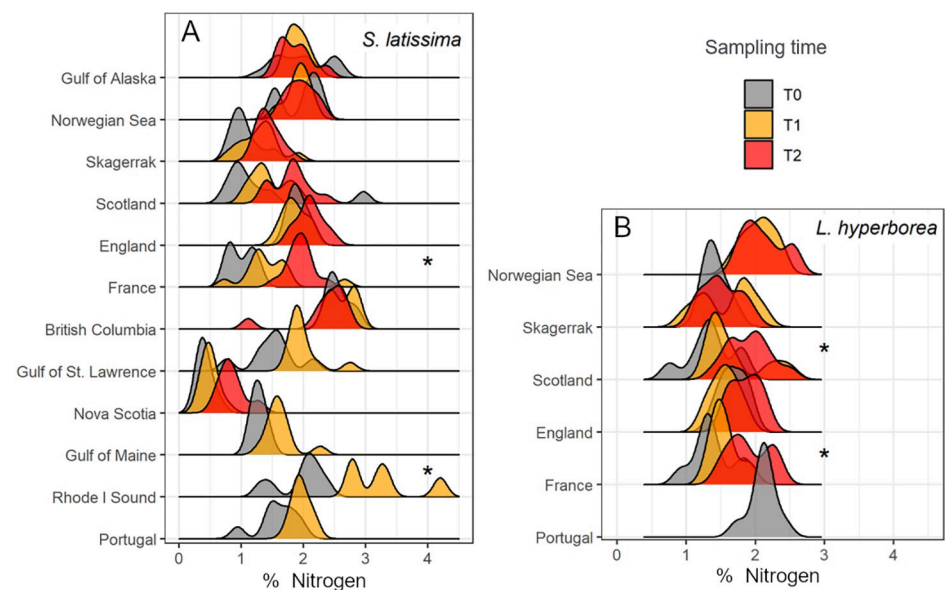 A
S. latissima
Gulf of Alaska
Norwegian Sea
Skagerrak
Scotland
England
France
*
British Columbia
Gulf of St. Lawrence
Nova Scotia
Gulf of Maine
Rhode I Sound
*
Portugal
0 1 2 3 4
% Nitrogen
Sampling time
T0
T1
T2
B
L. hyperborea
Norwegian Sea
Skagerrak
Scotland
*
England
France
*
Portugal
0 1 2 3 4
% Nitrogen